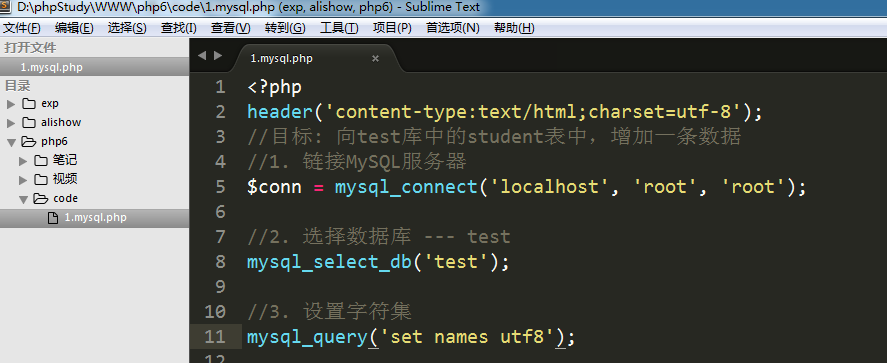 D:\phpStudy\WWW\php6\code\1.mysql.php (exp, alishow, php6) - Sublime Text
文件(F) 编辑(E) 选择(S) 查找(I) 查看(V) 转到(G) 工具(T) 项目(P) 首选项(N) 帮助(H)
打开文件
1.mysql.php
目录
exp
alishow
php6
笔记
视频
code
1.mysql.php
1.mysql.php ×
1 <?php
2 header('content-type:text/html;charset=utf-8');
3 //目标: 向test库中的student表中，增加一条数据
4 //1. 链接MySQL服务器
5 $conn = mysql_connect('localhost', 'root', 'root');
6
7 //2. 选择数据库 --- test
8 mysql_select_db('test');
9
10 //3. 设置字符集
11 mysql_query('set names utf8');
12